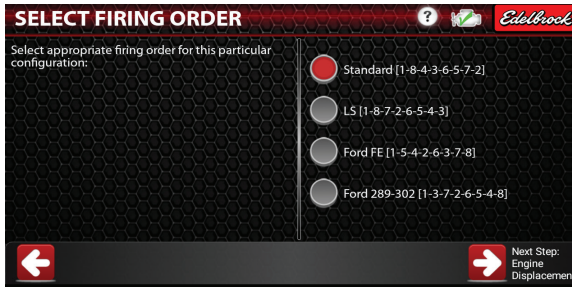 SELECT FIRING ORDER
?
Edelbrock
Select appropriate firing order for this particular
configuration:
Standard [1-8-4-3-6-5-7-2]
LS [1-8-7-2-6-5-4-3]
Ford FE [1-5-4-2-6-3-7-8]
Ford 289-302 [1-3-7-2-6-5-4-8]
Next Step:
Engine
Displacemen